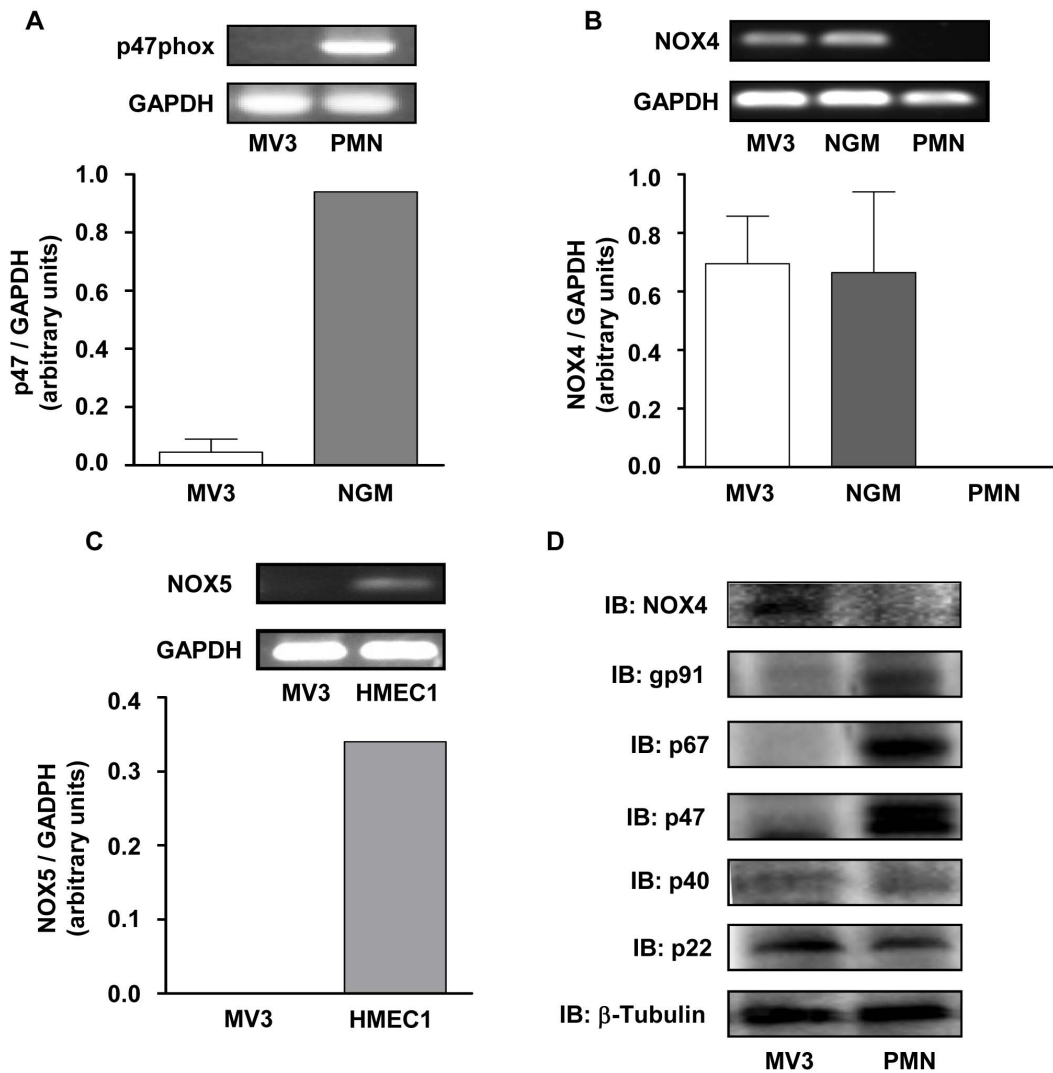 A
p47phox
GAPDH
MV3 PMN
p47 / GAPDH
(arbitrary units)
1.0
0.8
0.6
0.4
0.2
0.0
MV3 NGM
B
NOX4
GAPDH
MV3 NGM PMN
NOX4 / GAPDH
(arbitrary units)
1.0
0.8
0.6
0.4
0.2
0.0
MV3 NGM PMN
C
NOX5
GAPDH
MV3 HMEC1
NOX5 / GADPH
(arbitrary units)
0.4
0.3
0.2
0.1
0.0
MV3 HMEC1
D
IB: NOX4
IB: gp91
IB: p67
IB: p47
IB: p40
IB: p22
IB: β-Tubulin
MV3 PMN